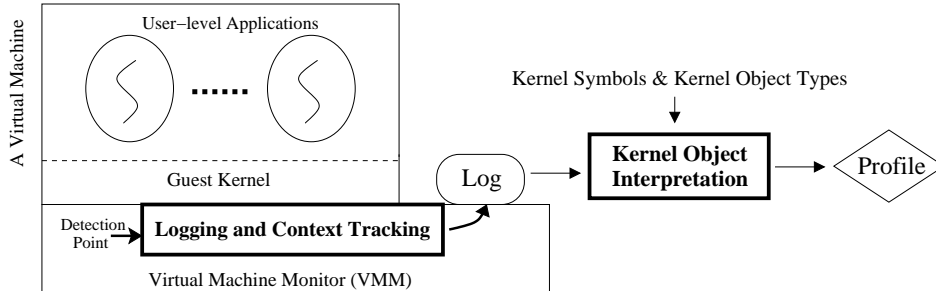 A Virtual Machine
User-level Applications
Guest Kernel
Kernel Symbols & Kernel Object Types
Log
Kernel Object
Interpretation
Profile
Detection
Point
Logging and Context Tracking
Virtual Machine Monitor (VMM)